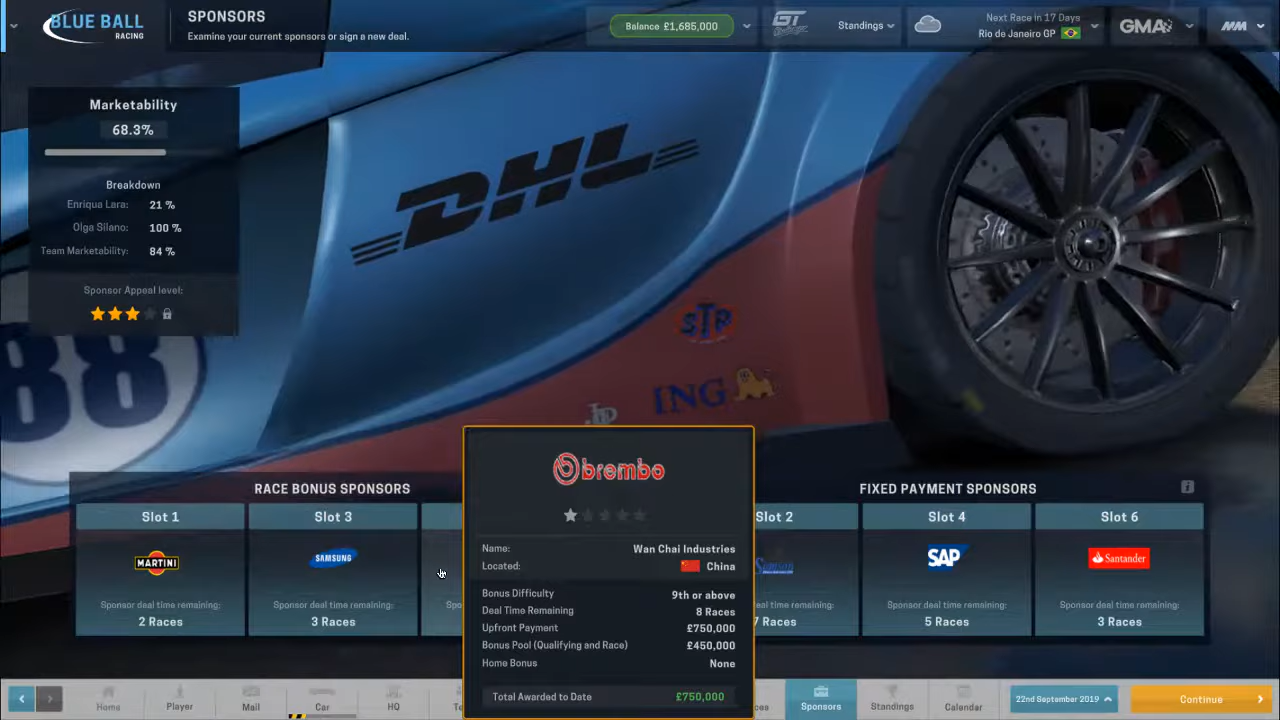 BLUE BALL
RACING
SPONSORS
Examine your current sponsors or sign a new deal.
Balance £1,685,000
GT
Standings
Next Race in 17 Days
Rio de Janeiro GP
GMA
Marketability
68.3%
Breakdown
Enriqua Lara: 21 %
Olga Silano: 100 %
Team Marketability: 84 %
Sponsor Appeal level:
DHL
STP
ING
88
brembo
Name: Wan Chai Industries
Located: China
Bonus Difficulty 9th or above
Deal Time Remaining 8 Races
Upfront Payment £750,000
Bonus Pool (Qualifying and Race) £450,000
Home Bonus None
Total Awarded to Date £750,000
RACE BONUS SPONSORS
Slot 1
MARTINI
Sponsor deal time remaining:
2 Races
Slot 3
SAMSUNG
Sponsor deal time remaining:
3 Races
FIXED PAYMENT SPONSORS
Slot 2
deal time remaining:
7 Races
Slot 4
SAP
Sponsor deal time remaining:
5 Races
Slot 6
Santander
Sponsor deal time remaining:
3 Races
Home
Player
Mail
Car
HQ
Sponsors
Standings
Calendar
22nd September 2019
Continue